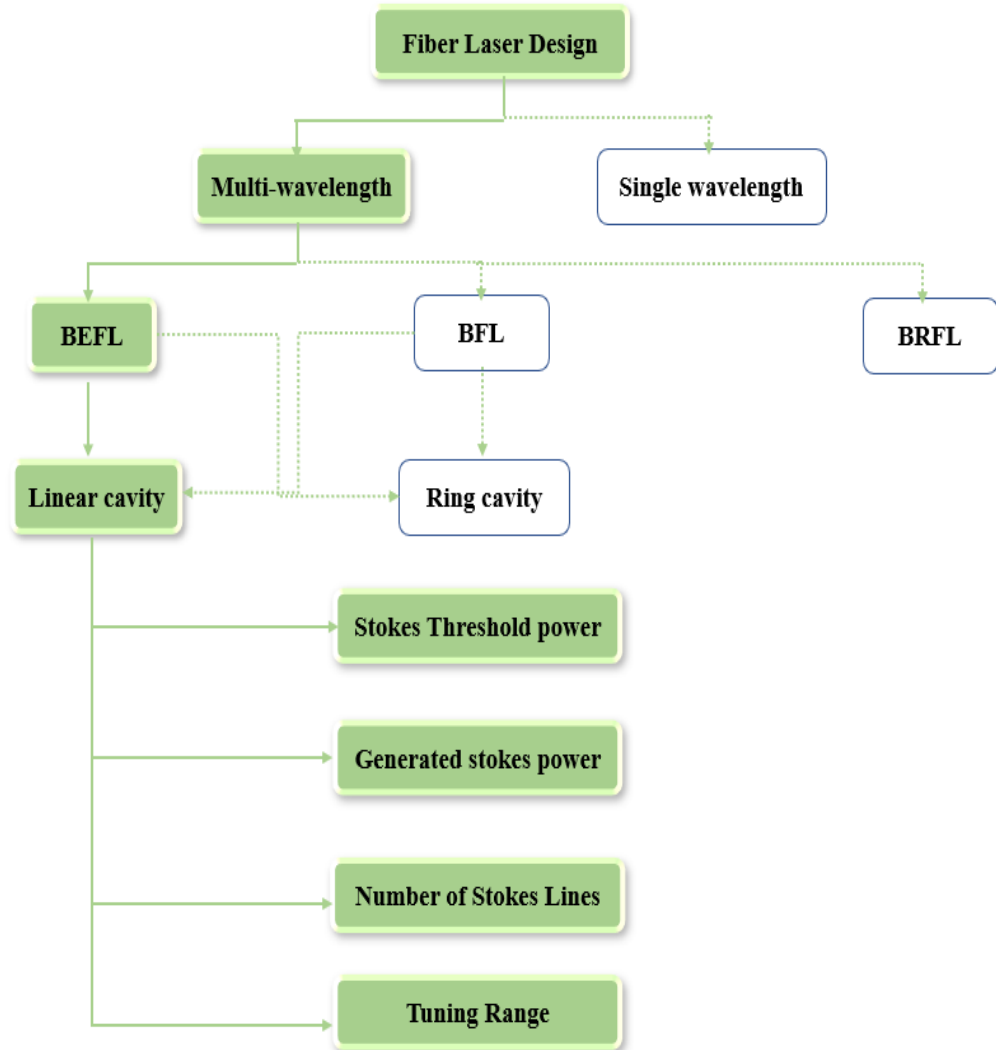 Fiber Laser Design
Multi-wavelength
Single wavelength
BEFL
BFL
BRFL
Linear cavity
Ring cavity
Stokes Threshold power
Generated stokes power
Number of Stokes Lines
Tuning Range